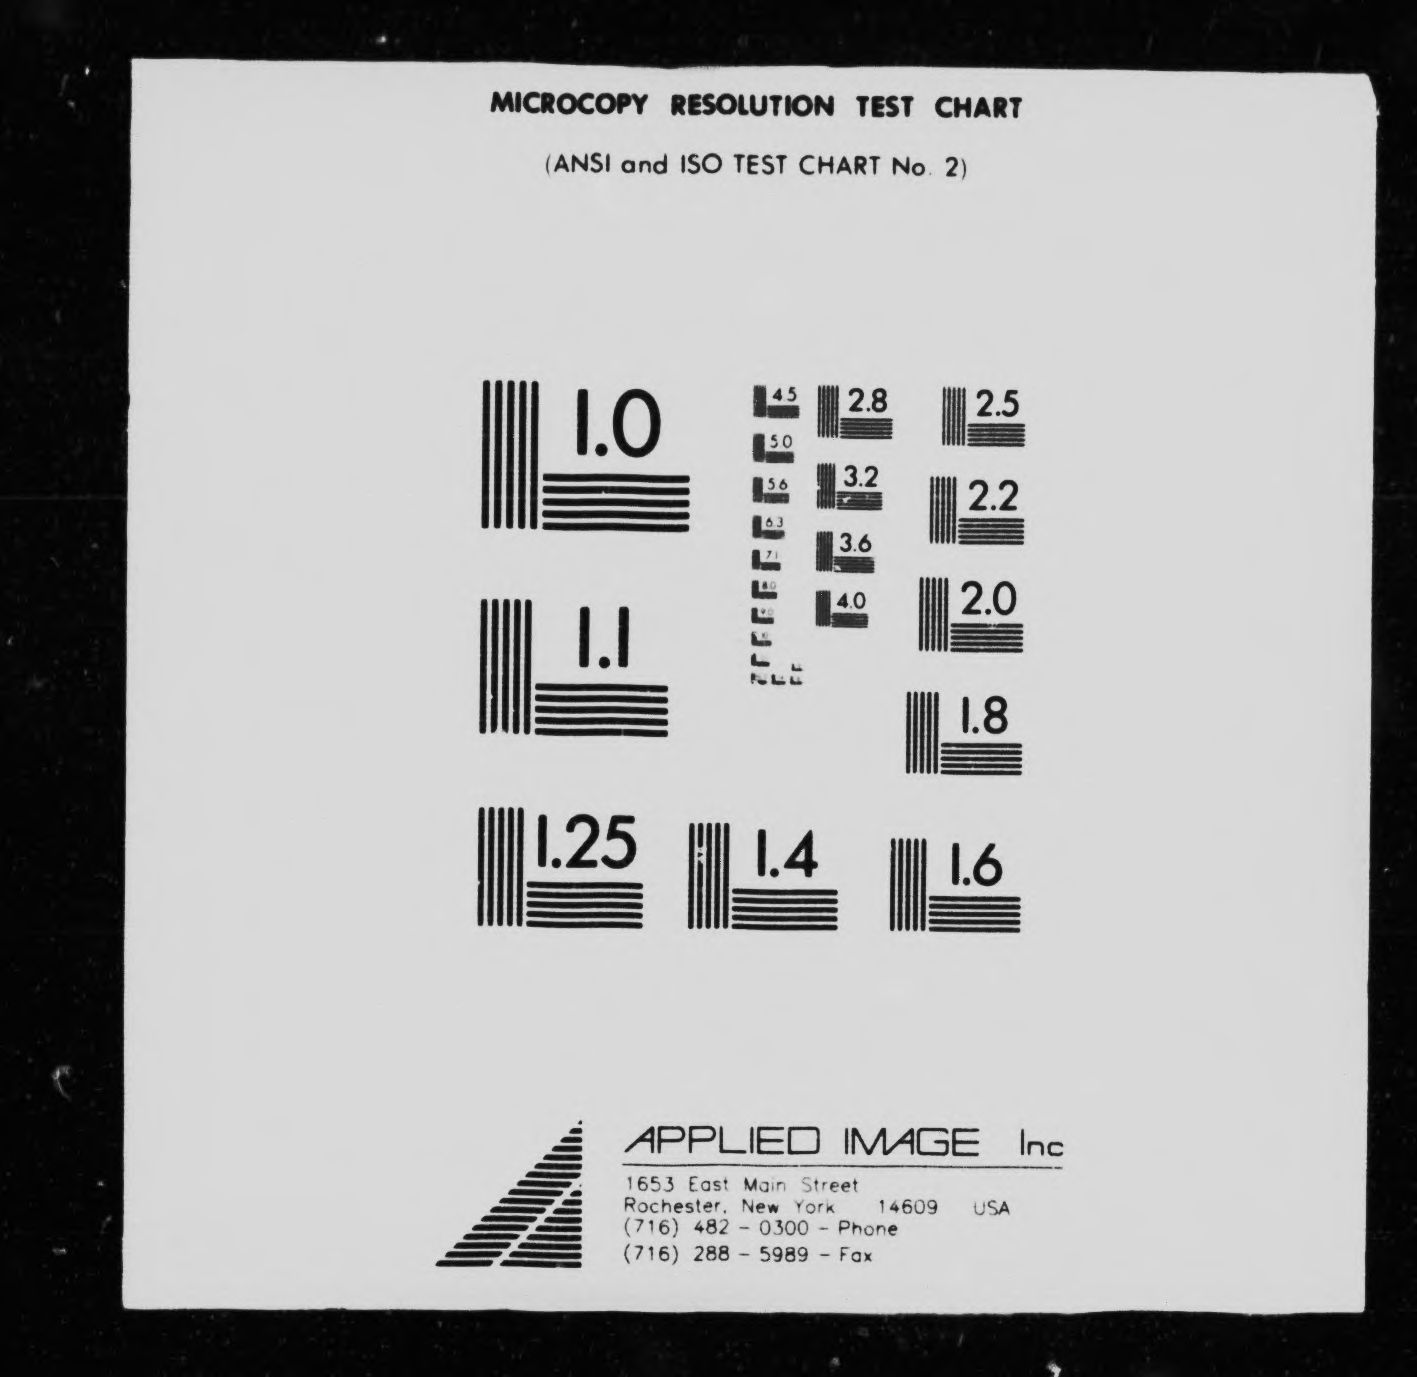 MICROCOPY RESOLUTION TEST CHART
(ANSI and ISO TEST CHART No. 2)
1.0
1.1
1.25
1.4
1.6
1.8
2.0
2.2
2.5
2.8
3.2
3.6
4.0
4.5
5.0
5.6
6.3
7.1
8.0
9.0
APPLIED IMAGE Inc
1653 East Main Street
Rochester, New York 14609 USA
(716) 482 - 0300 - Phone
(716) 288 - 5989 - Fax